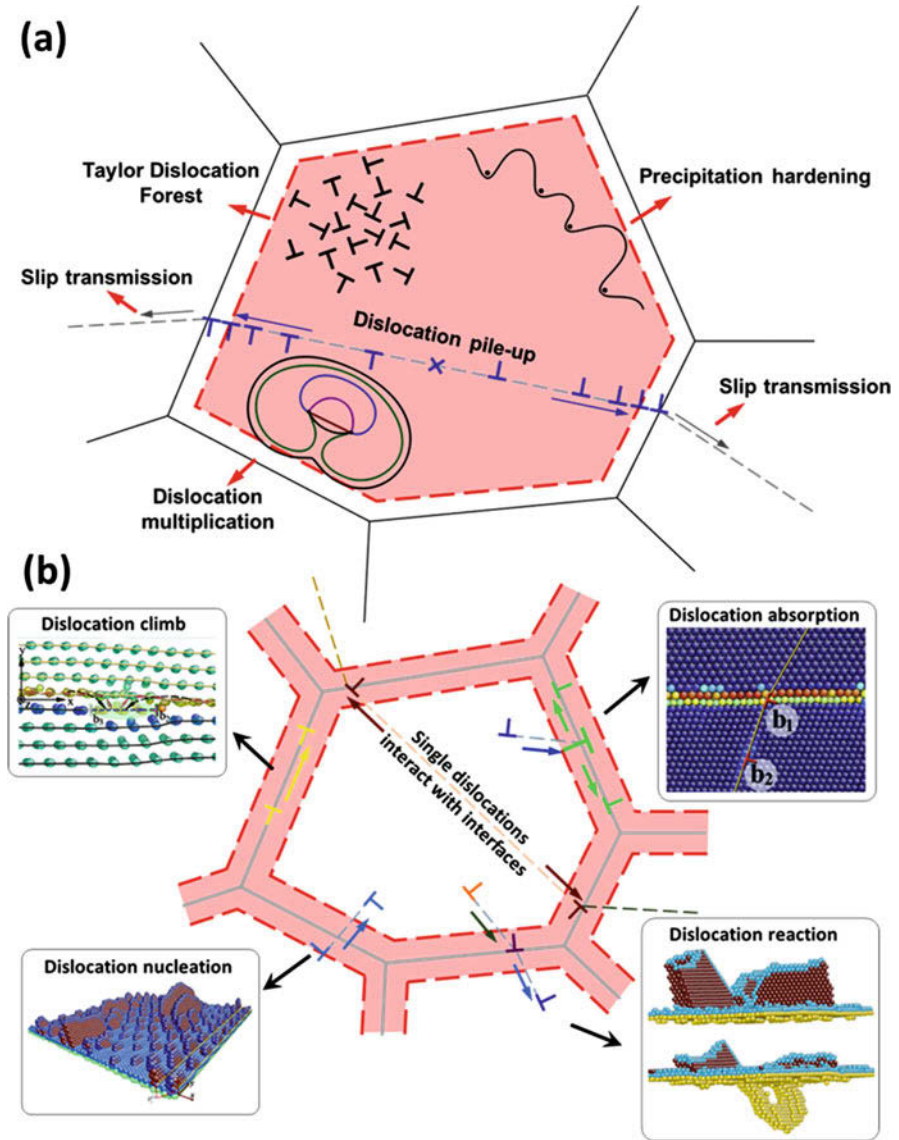 (a)
Taylor Dislocation
Forest
Precipitation hardening
Slip transmission
Dislocation pile-up
Slip transmission
Dislocation
multiplication
(b)
Dislocation climb
Dislocation absorption
b₁
b₂
Single dislocations
interact with interfaces
Dislocation nucleation
Dislocation reaction